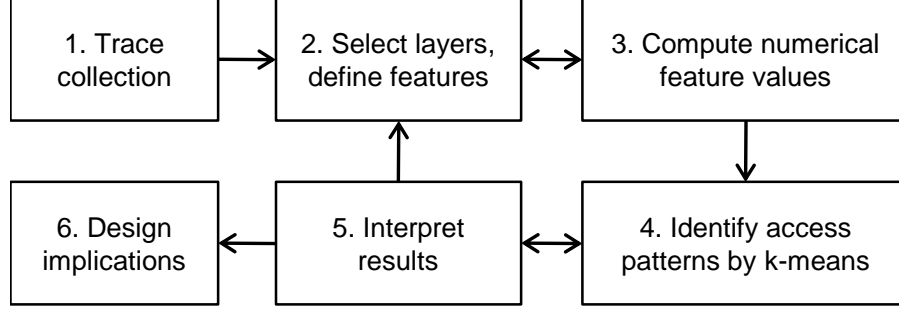 1. Trace
collection
2. Select layers,
define features
3. Compute numerical
feature values
6. Design
implications
5. Interpret
results
4. Identify access
patterns by k-means